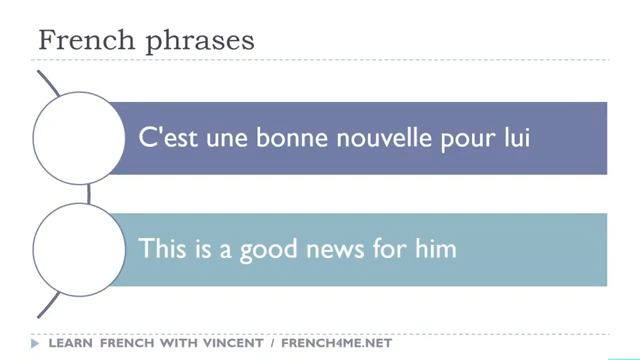 French phrases
C'est une bonne nouvelle pour lui
This is a good news for him
LEARN FRENCH WITH VINCENT / FRENCH4ME.NET